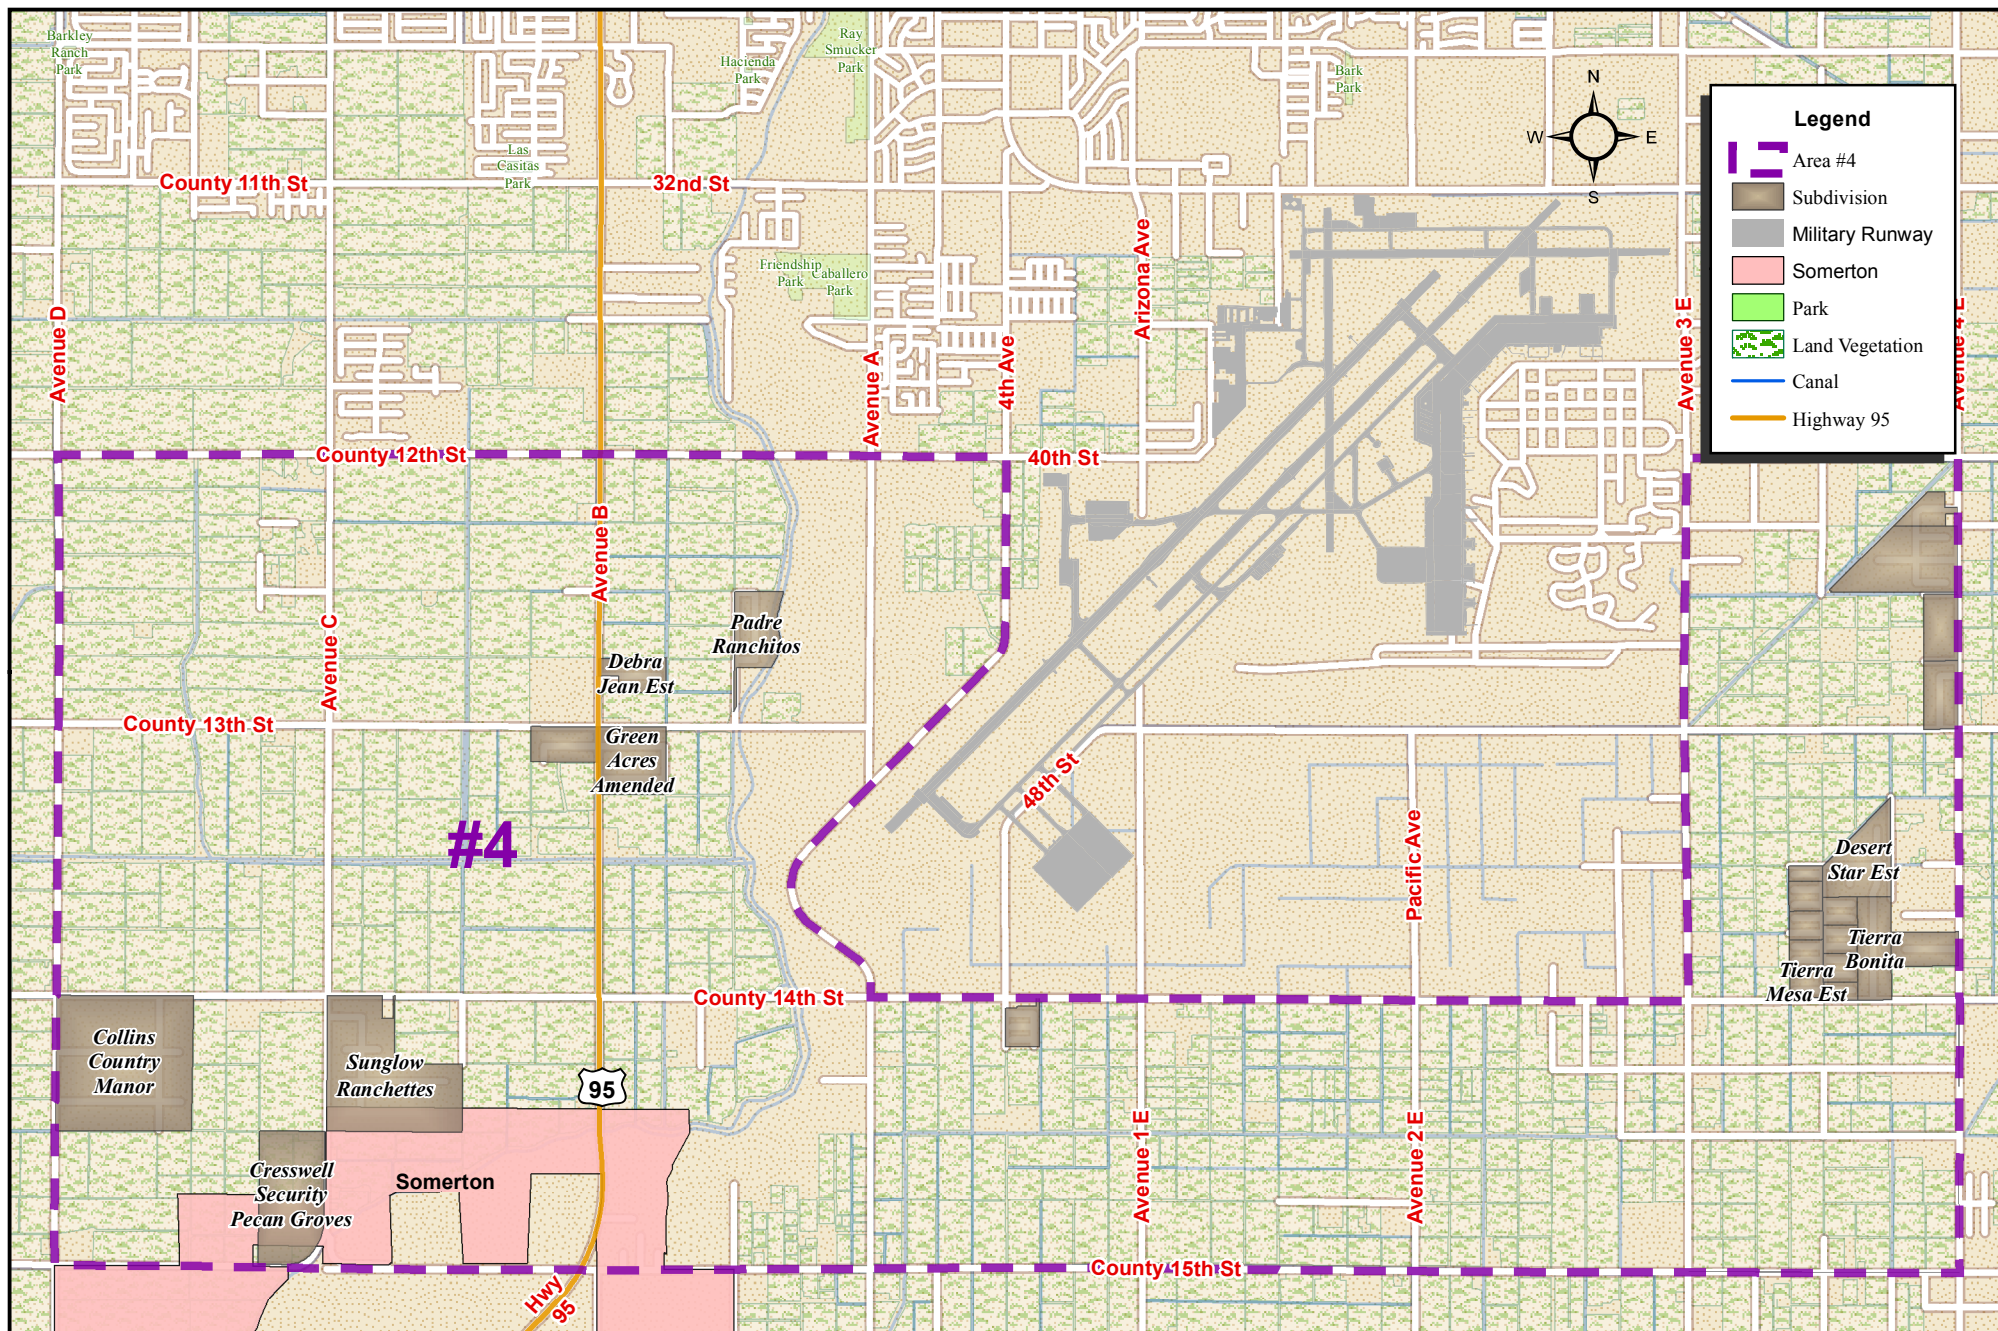 Barkley
Ranch
Park
Hacienda
Park
Ray
Smucker
Park
Bark
Park
N
W
E
S
Legend
Area #4
Subdivision
Military Runway
Somerton
Park
Land Vegetation
Canal
Highway 95
Las
Casitas
Park
County 11th St
32nd St
Friendship
Park
Caballero
Park
Arizona Ave
Avenue D
Avenue A
4th Ave
Avenue 3 E
Avenue 4 E
County 12th St
40th St
Avenue B
Avenue C
Padre
Ranchitos
Debra
Jean Est
County 13th St
Green
Acres
Amended
48th St
#4
Pacific Ave
Desert
Star Est
Tierra
Bonita
Tierra
Mesa Est
County 14th St
Collins
Country
Manor
Sunglow
Ranchettes
95
Cresswell
Security
Pecan Groves
Somerton
Avenue 1 E
Avenue 2 E
County 15th St
Hwy
95